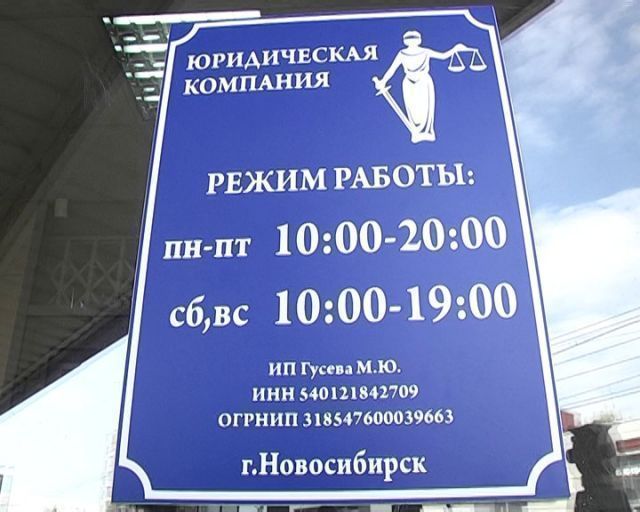 ЮРИДИЧЕСКАЯ
КОМПАНИЯ
РЕЖИМ РАБОТЫ:
пн-пт 10:00-20:00
сб,вс 10:00-19:00
ИП Гусева М.Ю.
ИНН 540121842709
ОГРНИП 318547600039663
г.Новосибирск